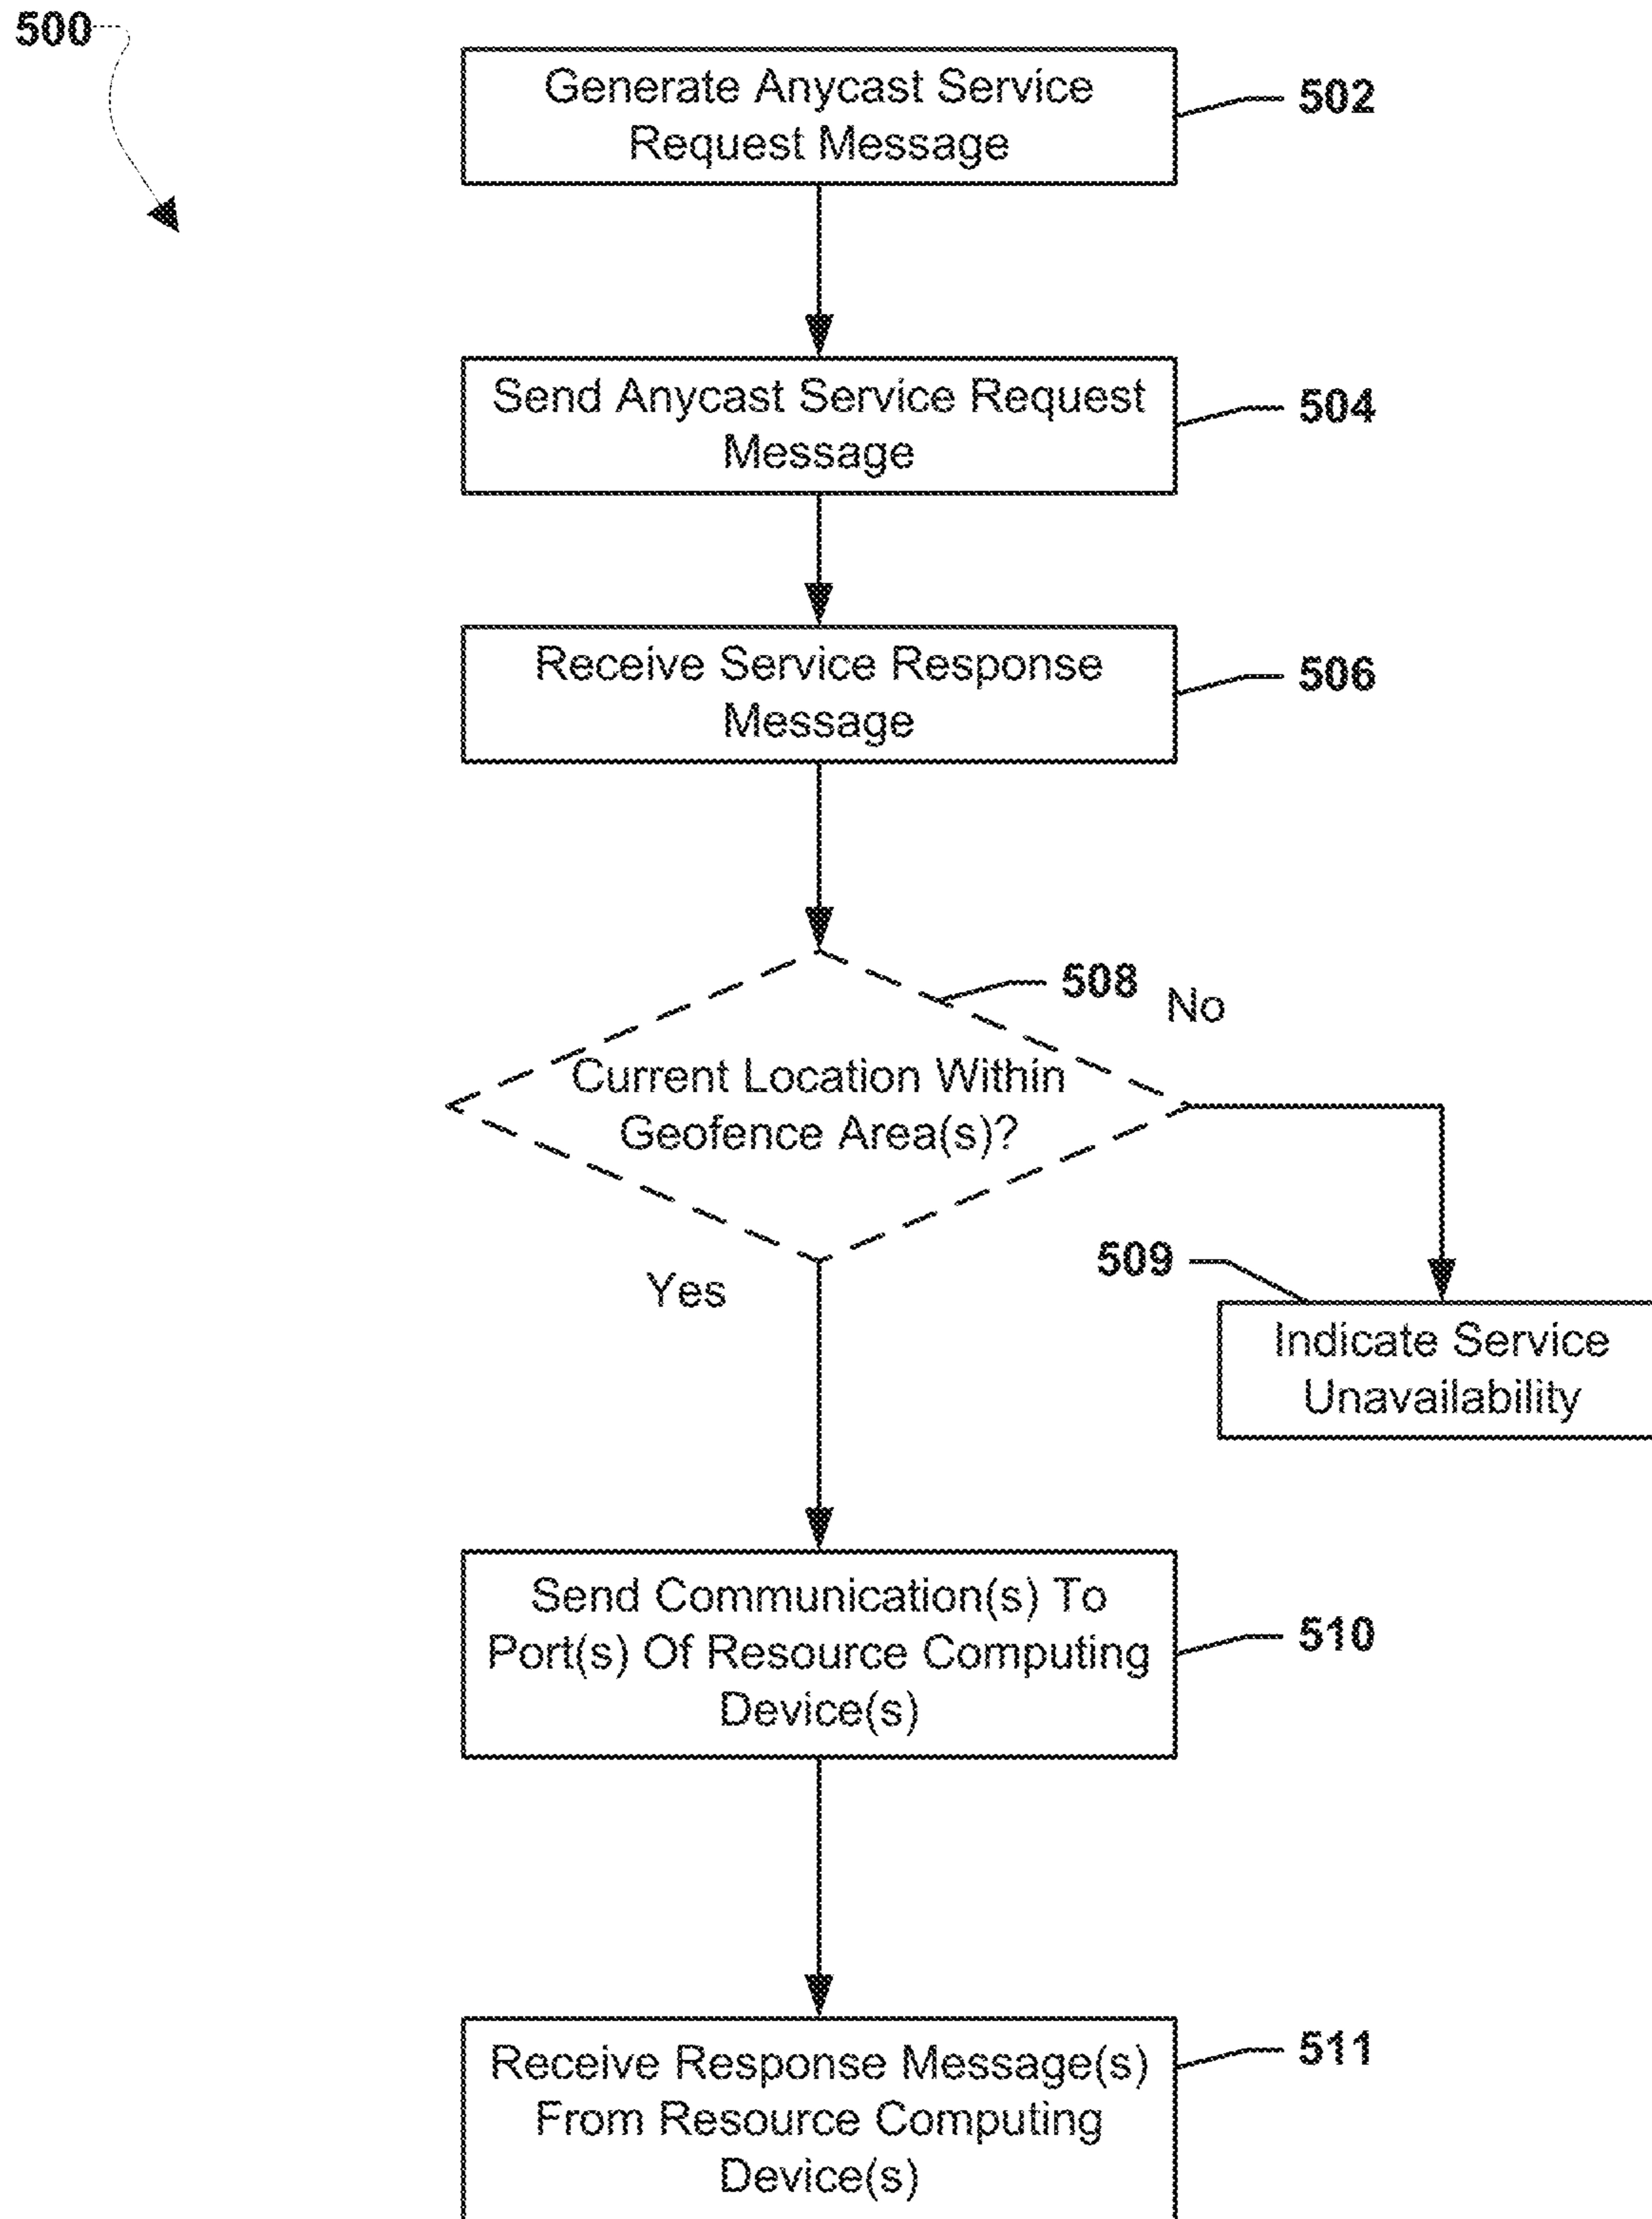 500
Generate Anycast Service
Request Message
502
Send Anycast Service Request
Message
504
Receive Service Response
Message
506
508
No
Current Location Within
Geofence Area(s)?
Yes
509
Indicate Service
Unavailability
Send Communication(s) To
Port(s) Of Resource Computing
Device(s)
510
Receive Response Message(s)
From Resource Computing
Device(s)
511